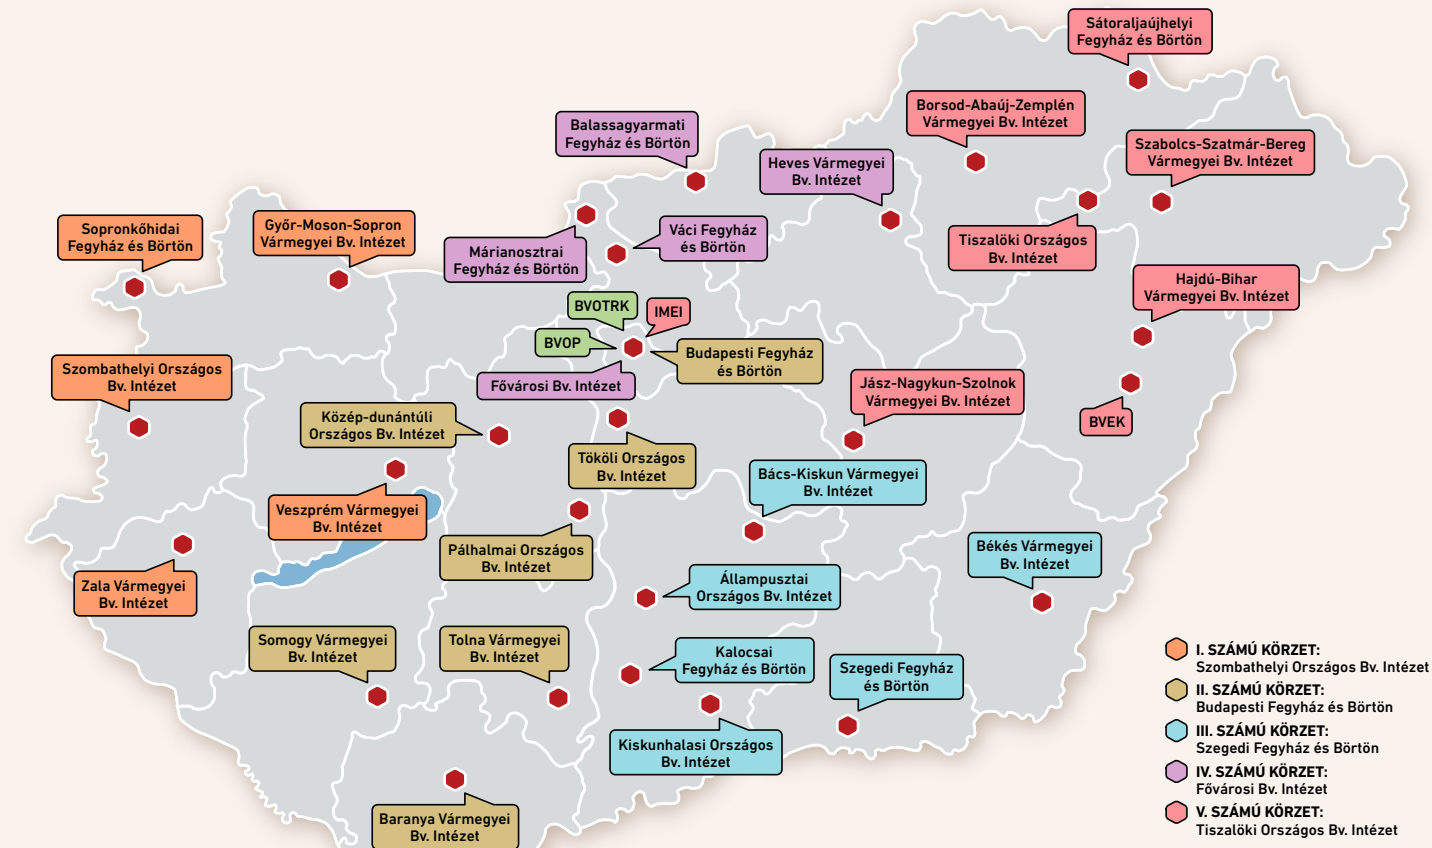 Sátoraljaújhelyi
Fegyház és Börtön
Borsod-Abaúj-Zemplén
Vármegyei Bv. Intézet
Balassagyarmati
Fegyház és Börtön
Szabolcs-Szatmár-Bereg
Vármegyei Bv. Intézet
Heves Vármegyei
Bv. Intézet
Sopronkőhidai
Fegyház és Börtön
Győr-Moson-Sopron
Vármegyei Bv. Intézet
Márianosztrai
Fegyház és Börtön
Váci Fegyház
és Börtön
Tiszalöki Országos
Bv. Intézet
Hajdú-Bihar
Vármegyei Bv. Intézet
BVOTRK
IMEI
BVOP
Budapesti Fegyház
és Börtön
Szombathelyi Országos
Bv. Intézet
Fővárosi Bv. Intézet
Jász-Nagykun-Szolnok
Vármegyei Bv. Intézet
BVEK
Közép-dunántúli
Országos Bv. Intézet
Tököli Országos
Bv. Intézet
Bács-Kiskun Vármegyei
Bv. Intézet
Veszprém Vármegyei
Bv. Intézet
Pálhalmai Országos
Bv. Intézet
Békés Vármegyei
Bv. Intézet
Zala Vármegyei
Bv. Intézet
Állampusztai
Országos Bv. Intézet
Somogy Vármegyei
Bv. Intézet
Tolna Vármegyei
Bv. Intézet
Kalocsai
Fegyház és Börtön
Szegedi Fegyház
és Börtön
Kiskunhalasi Országos
Bv. Intézet
Baranya Vármegyei
Bv. Intézet
I. SZÁMÚ KÖRZET:
Szombathelyi Országos Bv. Intézet
II. SZÁMÚ KÖRZET:
Budapesti Fegyház és Börtön
III. SZÁMÚ KÖRZET:
Szegedi Fegyház és Börtön
IV. SZÁMÚ KÖRZET:
Fővárosi Bv. Intézet
V. SZÁMÚ KÖRZET:
Tiszalöki Országos Bv. Intézet